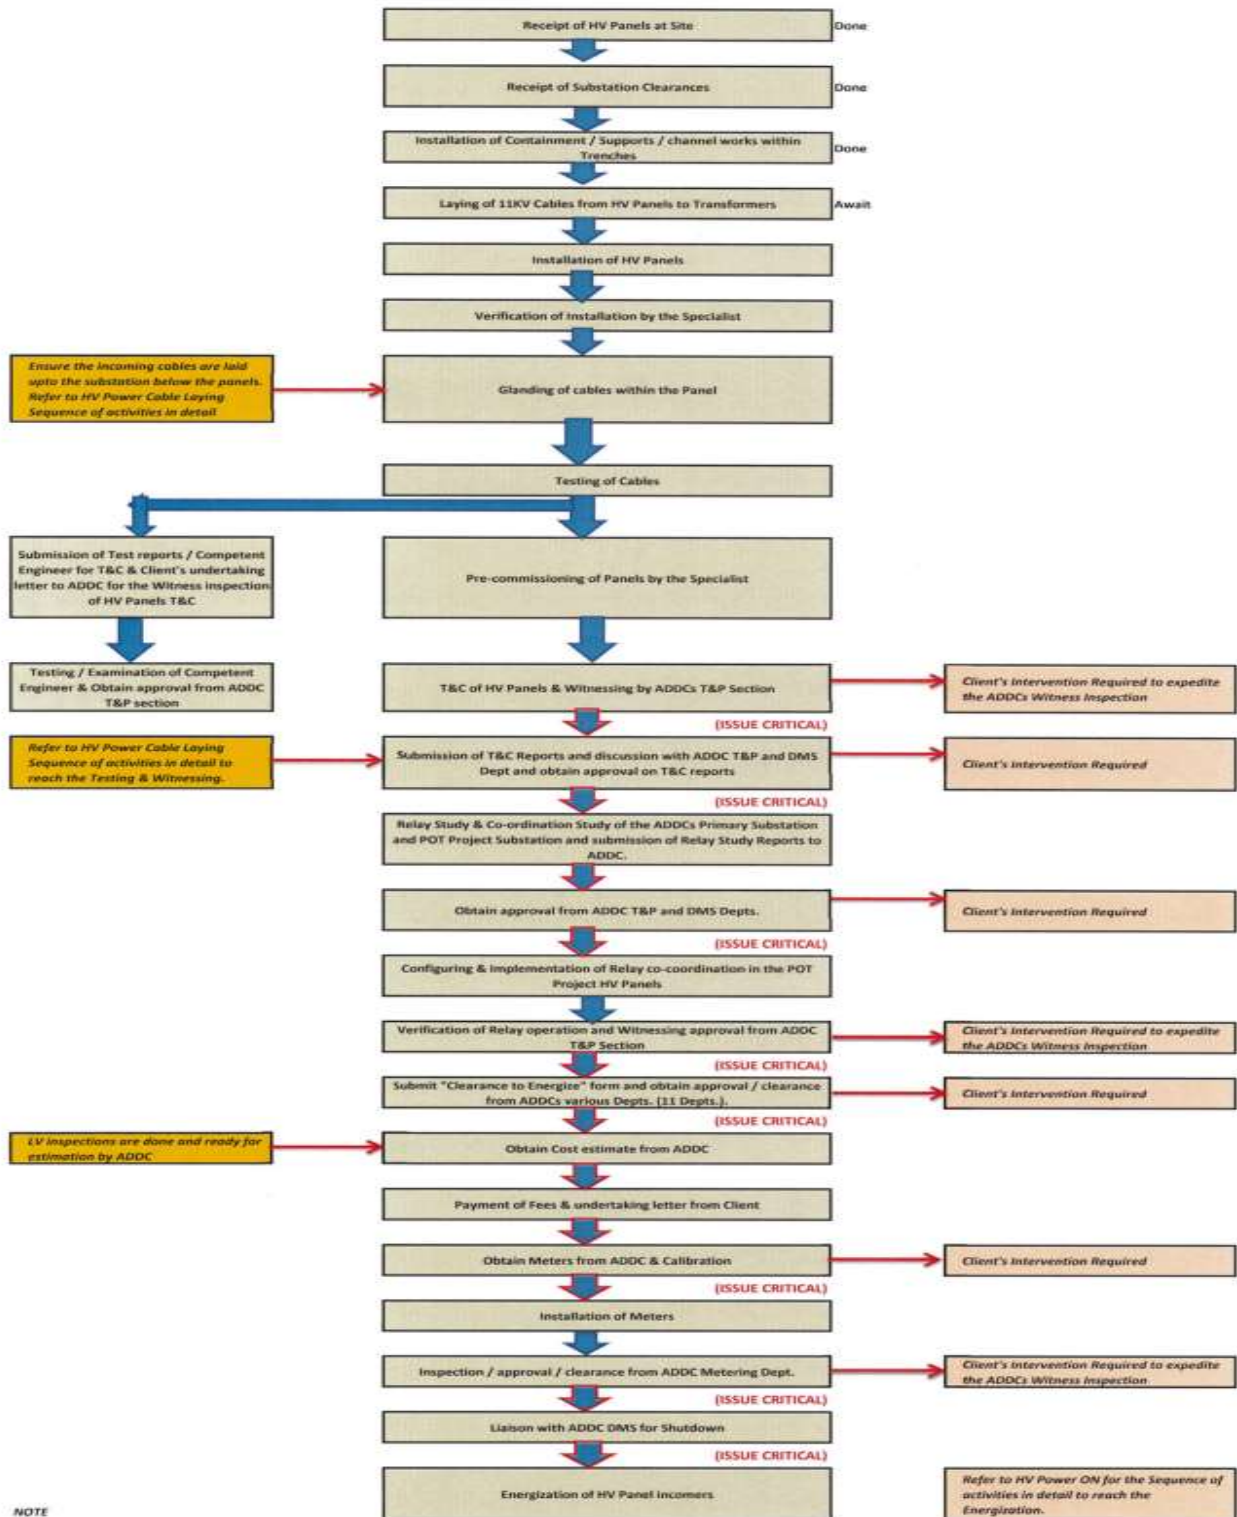 Receipt of HV Panels at Site
Done
Receipt of Substation Clearances
Done
Installation of Containment / Supports / channel works within
Trenches
Done
Laying of 11KV Cables from HV Panels to Transformers
Await
Installation of HV Panels
Verification of Installation by the Specialist
Ensure the incoming cables are laid
upto the substation below the panels.
Refer to HV Power Cable Laying
Sequence of activities in detail
Glanding of cables within the Panel
Testing of Cables
Submission of Test reports / Competent
Engineer for T&C & Client's undertaking
letter to ADDC for the Witness inspection
of HV Panels T&C
Pre-commissioning of Panels by the Specialist
Testing / Examination of Competent
Engineer & Obtain approval from ADDC
T&P section
T&C of HV Panels & Witnessing by ADDCs T&P Section
Client's Intervention Required to expedite
the ADDCs Witness Inspection
(ISSUE CRITICAL)
Refer to HV Power Cable Laying
Sequence of activities in detail to
reach the Testing & Witnessing.
Submission of T&C Reports and discussion with ADDC T&P and DMS
Dept and obtain approval on T&C reports
Client's Intervention Required
(ISSUE CRITICAL)
Relay Study & Co-ordination Study of the ADDCs Primary Substation
and POT Project Substation and submission of Relay Study Reports to
ADDC.
Obtain approval from ADDC T&P and DMS Depts.
Client's Intervention Required
(ISSUE CRITICAL)
Configuring & Implementation of Relay co-coordination in the POT
Project HV Panels
Verification of Relay operation and Witnessing approval from ADDC
T&P Section
Client's Intervention Required to expedite
the ADDCs Witness Inspection
(ISSUE CRITICAL)
Submit "Clearance to Energize" form and obtain approval / clearance
from ADDCs various Depts. (11 Depts.).
Client's Intervention Required
(ISSUE CRITICAL)
LV inspections are done and ready for
estimation by ADDC
Obtain Cost estimate from ADDC
Payment of Fees & undertaking letter from Client
Obtain Meters from ADDC & Calibration
Client's Intervention Required
(ISSUE CRITICAL)
Installation of Meters
Inspection / approval / clearance from ADDC Metering Dept.
Client's Intervention Required to expedite
the ADDCs Witness Inspection
(ISSUE CRITICAL)
Liaison with ADDC DMS for Shutdown
(ISSUE CRITICAL)
Energization of HV Panel incomers
Refer to HV Power ON for the Sequence of
activities in detail to reach the
Energization.
NOTE